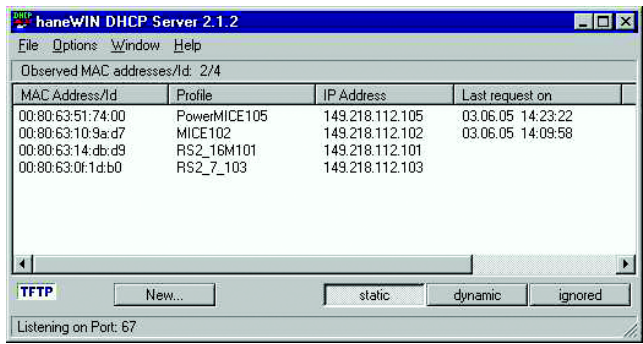 DHCP haneWIN DHCP Server 2.1.2
File Options Window Help
Observed MAC addresses/Id: 2/4
MAC Address/Id Profile IP Address Last request on
00:80:63:51:74:00 PowerMICE105 149.218.112.105 03.06.05 14:23:22
00:80:63:10:9a:d7 MICE102 149.218.112.102 03.06.05 14:09:58
00:80:63:14:db:d9 RS2_16M101 149.218.112.101
00:80:63:0f:1d:b0 RS2_7_103 149.218.112.103
TFTP New... static dynamic ignored
Listening on Port: 67